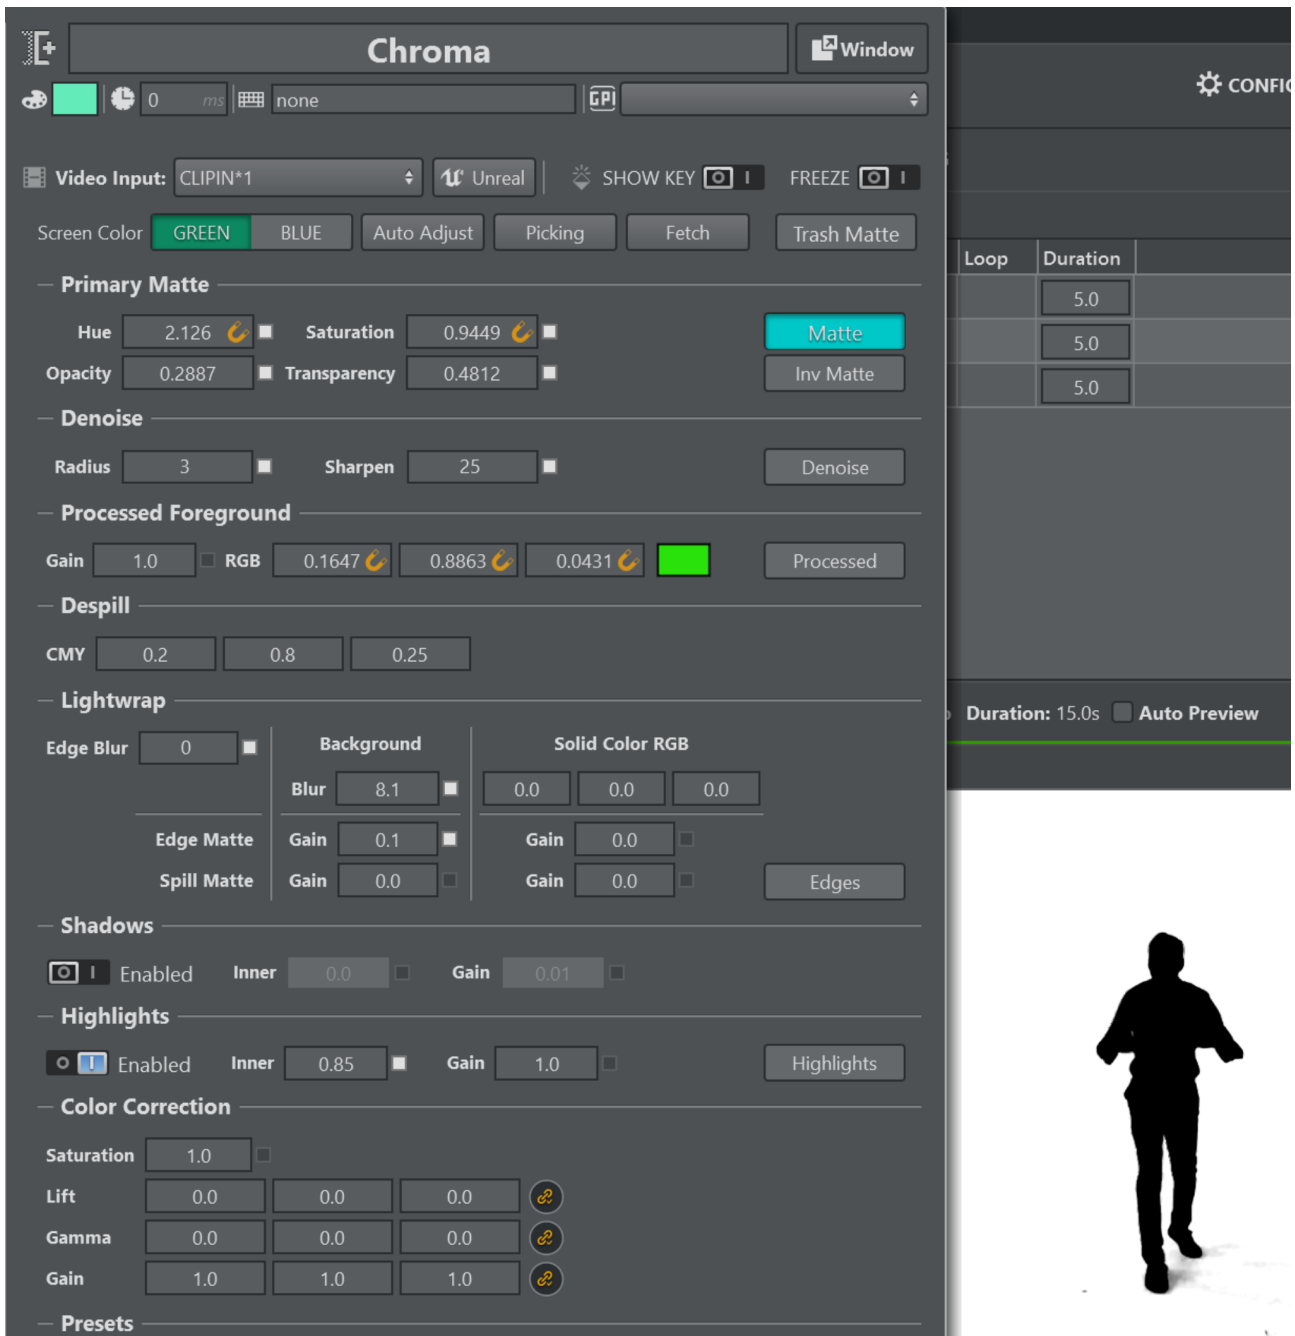 Chroma
Window
0 ms none GPI
CONFIG
Video Input: CLIPIN*1 Unreal SHOW KEY FREEZE
Screen Color GREEN BLUE Auto Adjust Picking Fetch Trash Matte
Loop Duration
5.0
5.0
5.0
Primary Matte
Hue 2.126 Saturation 0.9449 Matte
Opacity 0.2887 Transparency 0.4812 Inv Matte
Denoise
Radius 3 Sharpen 25 Denoise
Processed Foreground
Gain 1.0 RGB 0.1647 0.8863 0.0431 Processed
Despill
CMY 0.2 0.8 0.25
Lightwrap
Edge Blur 0 Background Solid Color RGB
Blur 8.1 0.0 0.0 0.0
Edge Matte Gain 0.1 Gain 0.0
Spill Matte Gain 0.0 Gain 0.0 Edges
Duration: 15.0s Auto Preview
Shadows
Enabled Inner 0.0 Gain 0.01
Highlights
Enabled Inner 0.85 Gain 1.0 Highlights
Color Correction
Saturation 1.0
Lift 0.0 0.0 0.0
Gamma 0.0 0.0 0.0
Gain 1.0 1.0 1.0
Presets